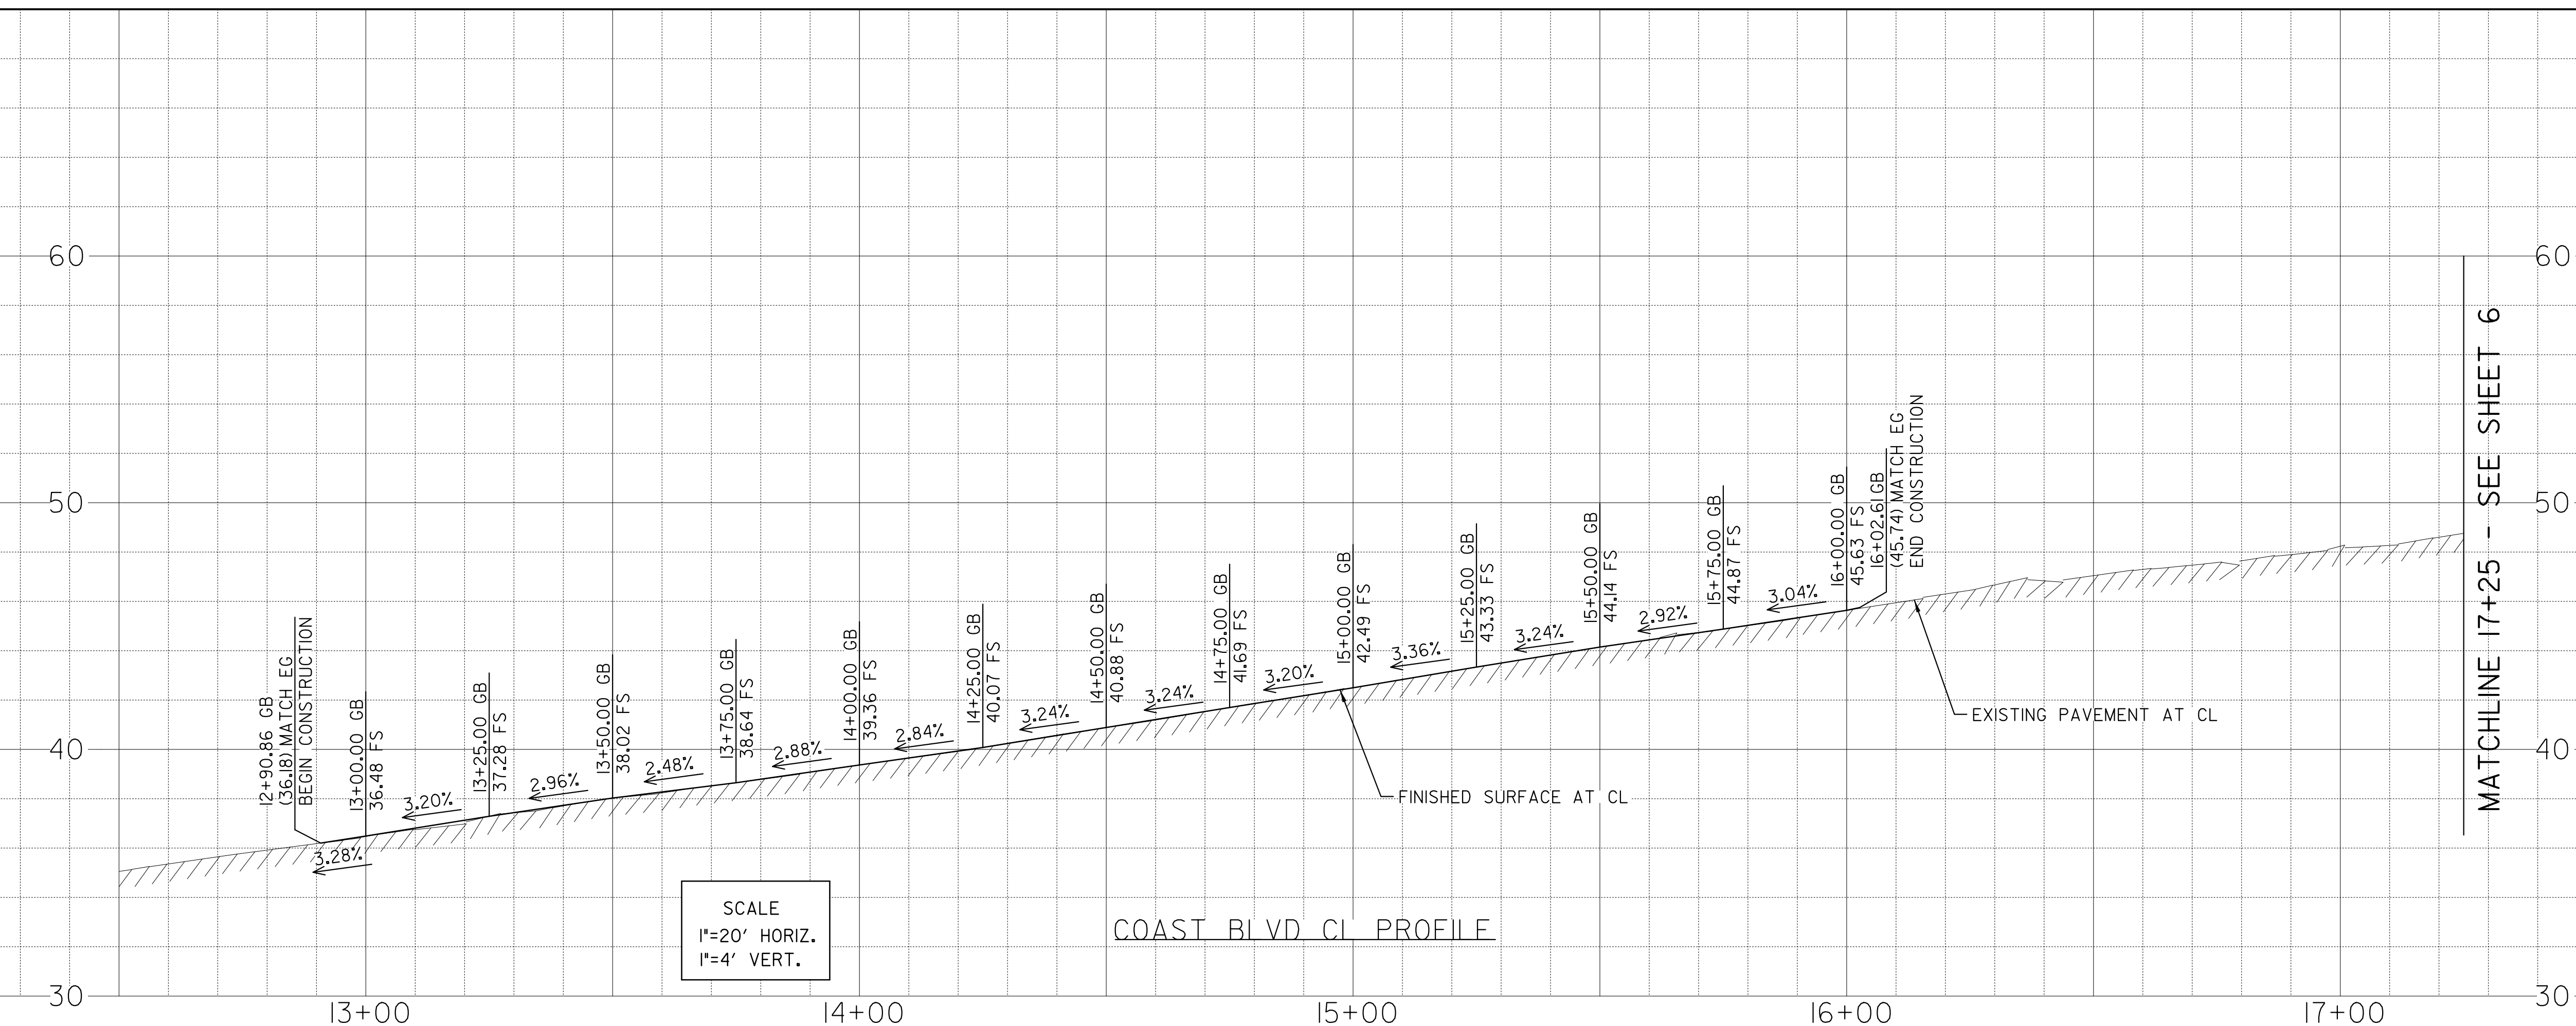 60
50
40
30
12+90.86 GB
(36.18) MATCH EG
BEGIN CONSTRUCTION
3.28%
13+00.00 GB
36.48 FS
3.20%
13+25.00 GB
37.28 FS
2.96%
13+50.00 GB
38.02 FS
2.48%
13+75.00 GB
38.64 FS
2.88%
14+00.00 GB
39.36 FS
2.84%
14+25.00 GB
40.07 FS
3.24%
14+50.00 GB
40.88 FS
3.24%
14+75.00 GB
41.69 FS
3.20%
15+00.00 GB
42.49 FS
3.36%
15+25.00 GB
43.33 FS
3.24%
15+50.00 GB
44.14 FS
2.92%
15+75.00 GB
44.87 FS
3.04%
16+00.00 GB
45.63 FS
16+02.61 GB
(45.74) MATCH EG
END CONSTRUCTION
EXISTING PAVEMENT AT CL
FINISHED SURFACE AT CL
MATCHLINE 17+25 - SEE SHEET 6
60
50
40
30
SCALE
1"=20' HORIZ.
1"=4' VERT.
COAST BLVD CL PROFILE
13+00
14+00
15+00
16+00
17+00